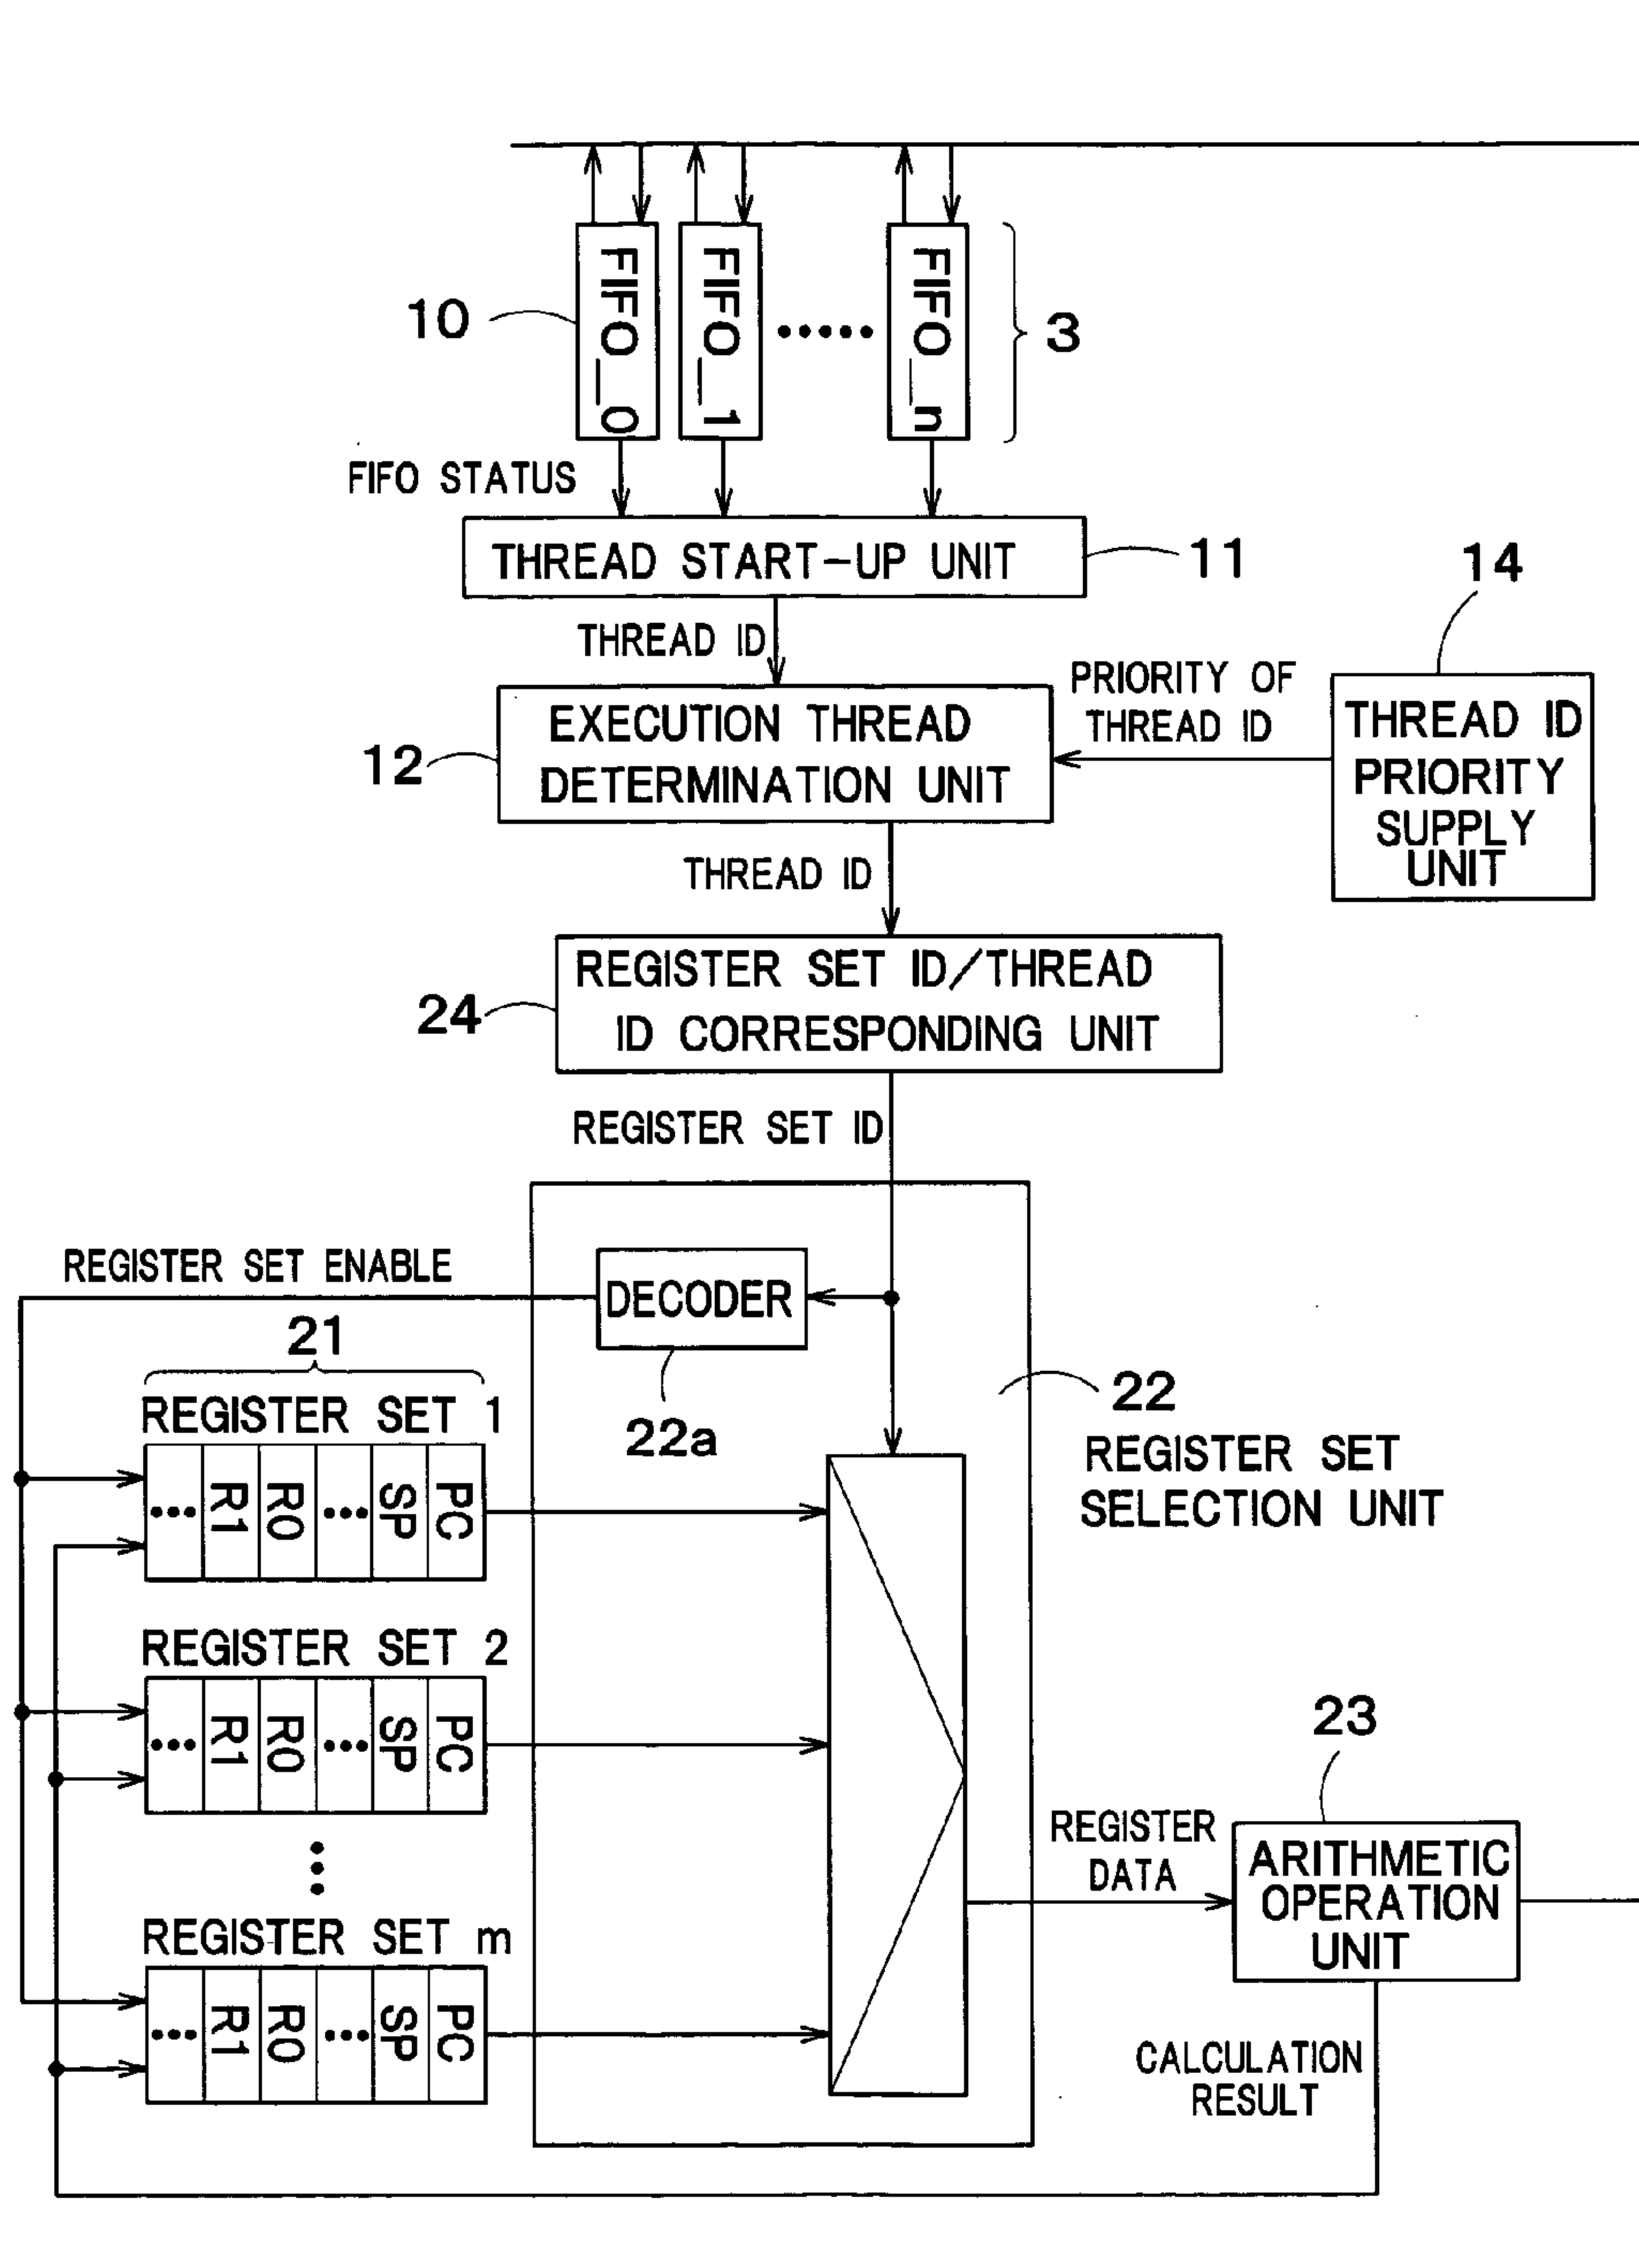 FIFO_0
FIFO_1
FIFO_n
10
3
FIFO STATUS
THREAD START-UP UNIT
11
14
THREAD ID
PRIORITY OF
THREAD ID
THREAD ID
PRIORITY
SUPPLY
UNIT
EXECUTION THREAD
DETERMINATION UNIT
12
THREAD ID
REGISTER SET ID/THREAD
ID CORRESPONDING UNIT
24
REGISTER SET ID
REGISTER SET ENABLE
DECODER
22a
22
REGISTER SET
SELECTION UNIT
21
REGISTER SET 1
... R1 R0 ... SP PC
REGISTER SET 2
... R1 R0 ... SP PC
REGISTER SET m
... R1 R0 ... SP PC
REGISTER
DATA
23
ARITHMETIC
OPERATION
UNIT
CALCULATION
RESULT